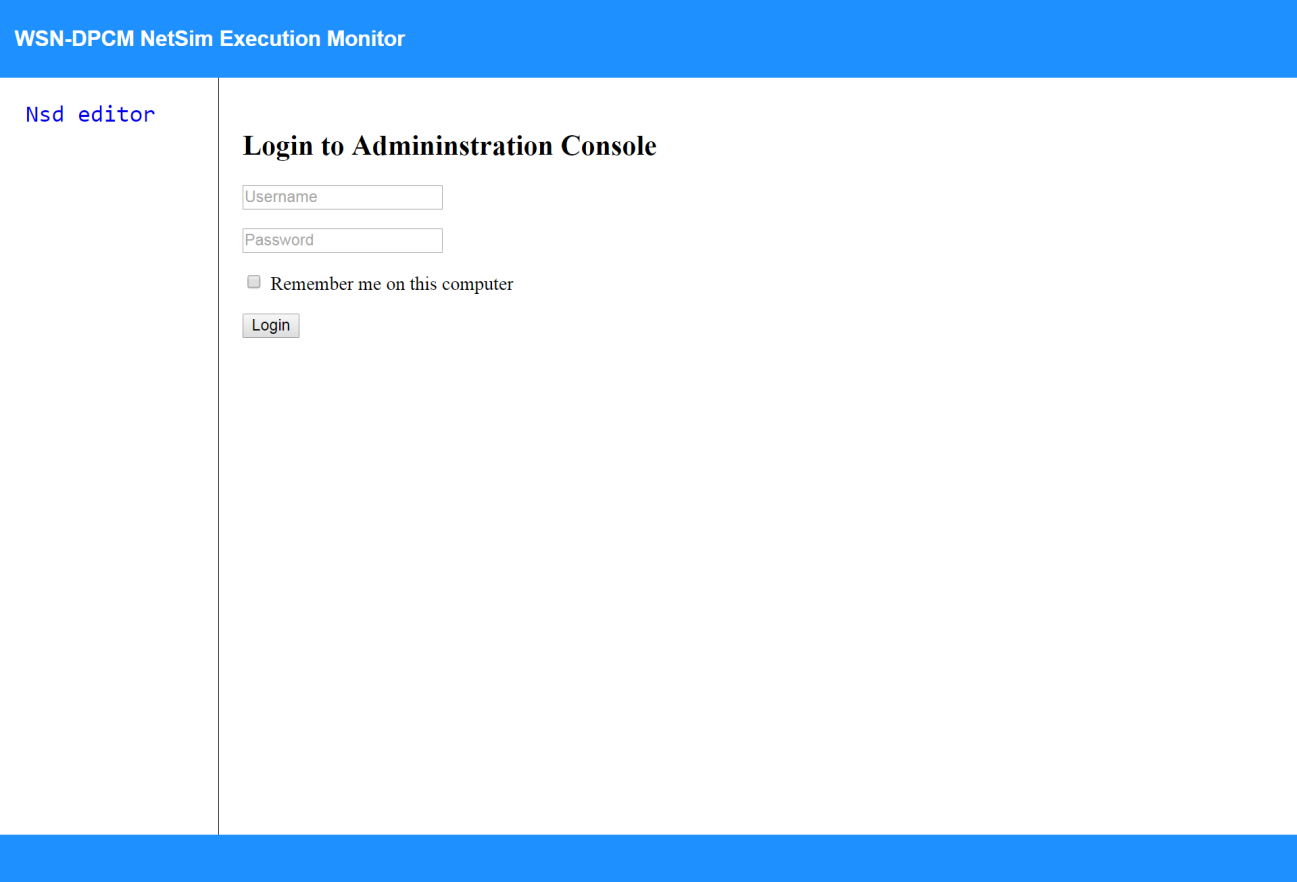 WSN-DPCM NetSim Execution Monitor
Nsd editor
Login to Admininstration Console
Username
Password
Remember me on this computer
Login